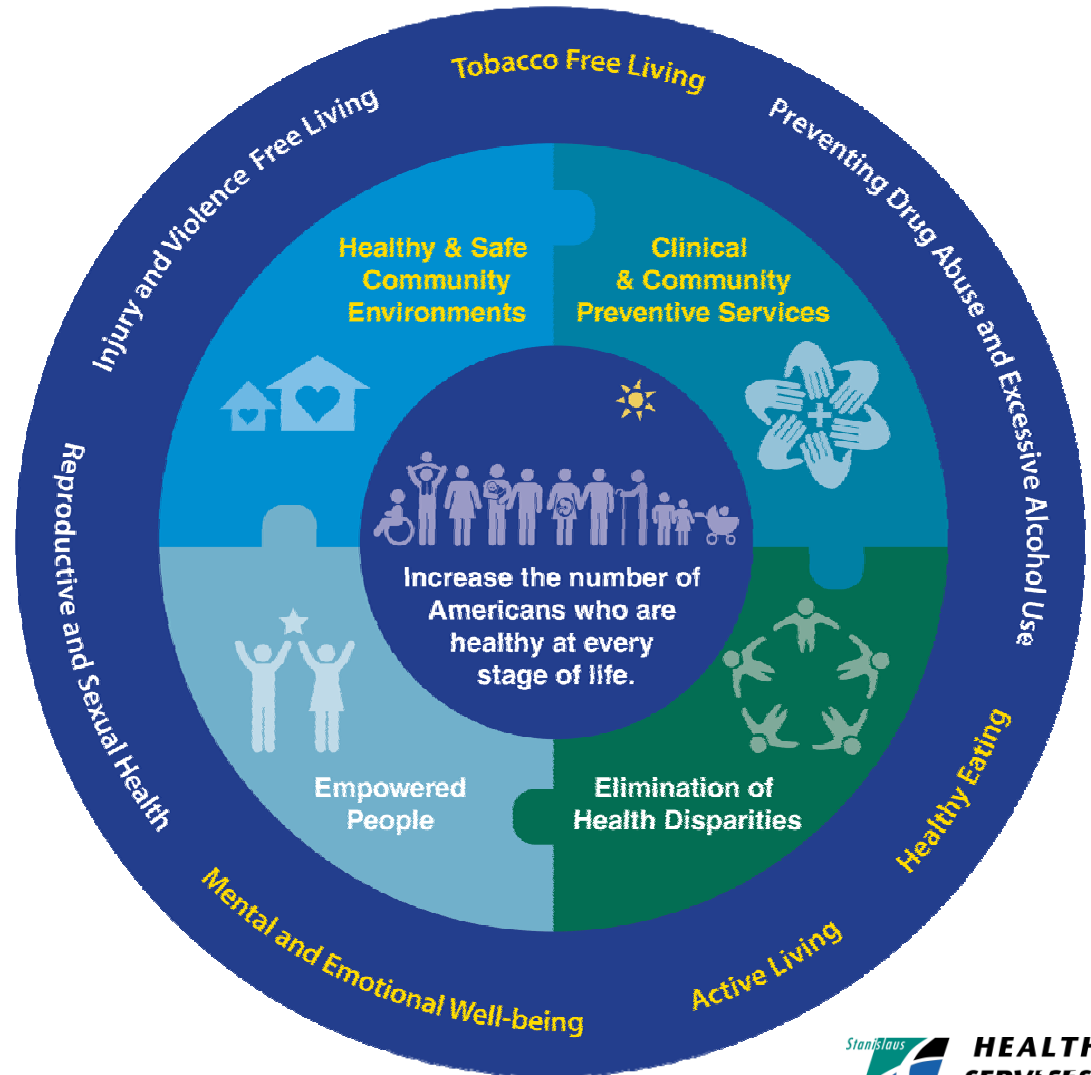 Tobacco Free Living
Preventing Drug Abuse and Excessive Alcohol Use
Healthy Eating
Active Living
Mental and Emotional Well-being
Reproductive and Sexual Health
Injury and Violence Free Living
Healthy & Safe
Community
Environments
Clinical
& Community
Preventive Services
Increase the number of
Americans who are
healthy at every
stage of life.
Empowered
People
Elimination of
Health Disparities
Stanislaus
HEALTH
SERVICES